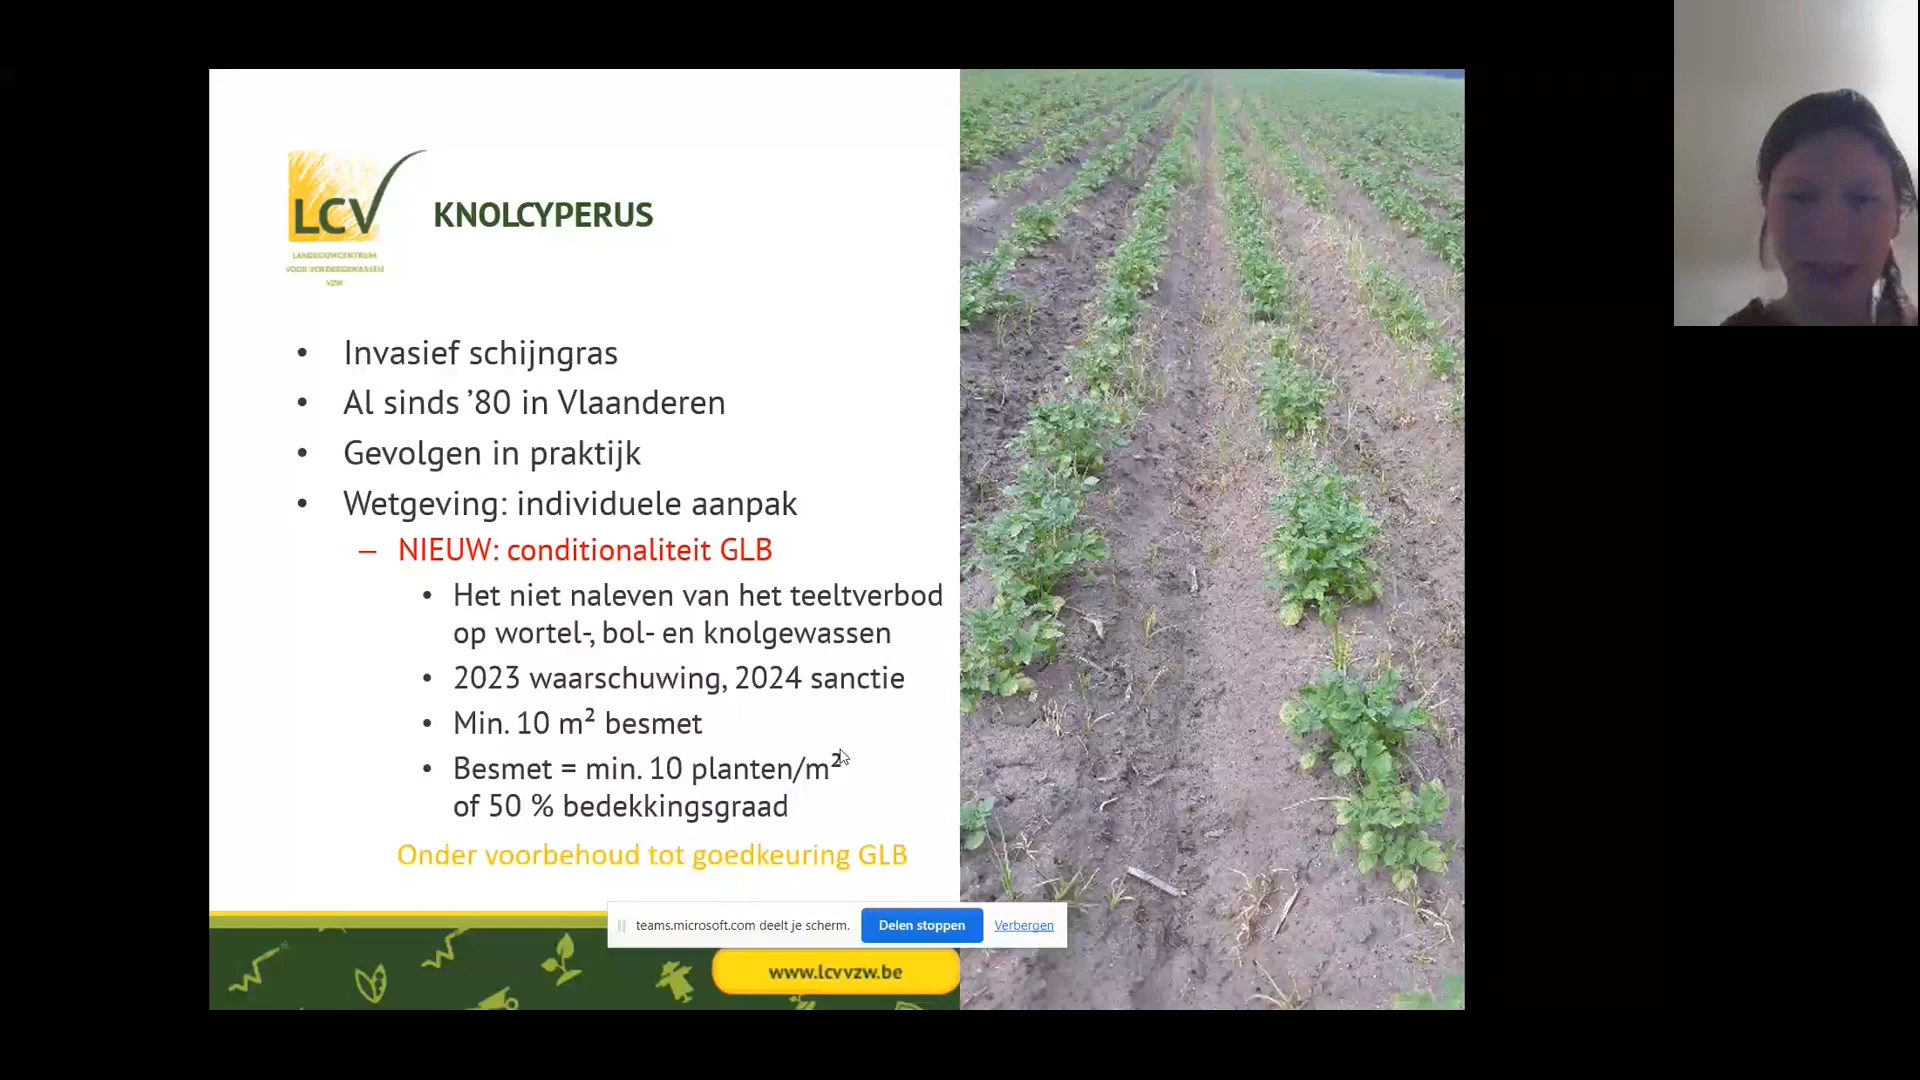 LCV
LANDBOUWCENTRUM
VOOR VOEDERGEWASSEN
VZW
KNOLCYPERUS
• Invasief schijngras
• Al sinds ’80 in Vlaanderen
• Gevolgen in praktijk
• Wetgeving: individuele aanpak
– NIEUW: conditionaliteit GLB
• Het niet naleven van het teeltverbod
op wortel-, bol- en knolgewassen
• 2023 waarschuwing, 2024 sanctie
• Min. 10 m² besmet
• Besmet = min. 10 planten/m²
of 50 % bedekkingsgraad
Onder voorbehoud tot goedkeuring GLB
teams.microsoft.com deelt je scherm. Delen stoppen Verbergen
www.lcvvzw.be